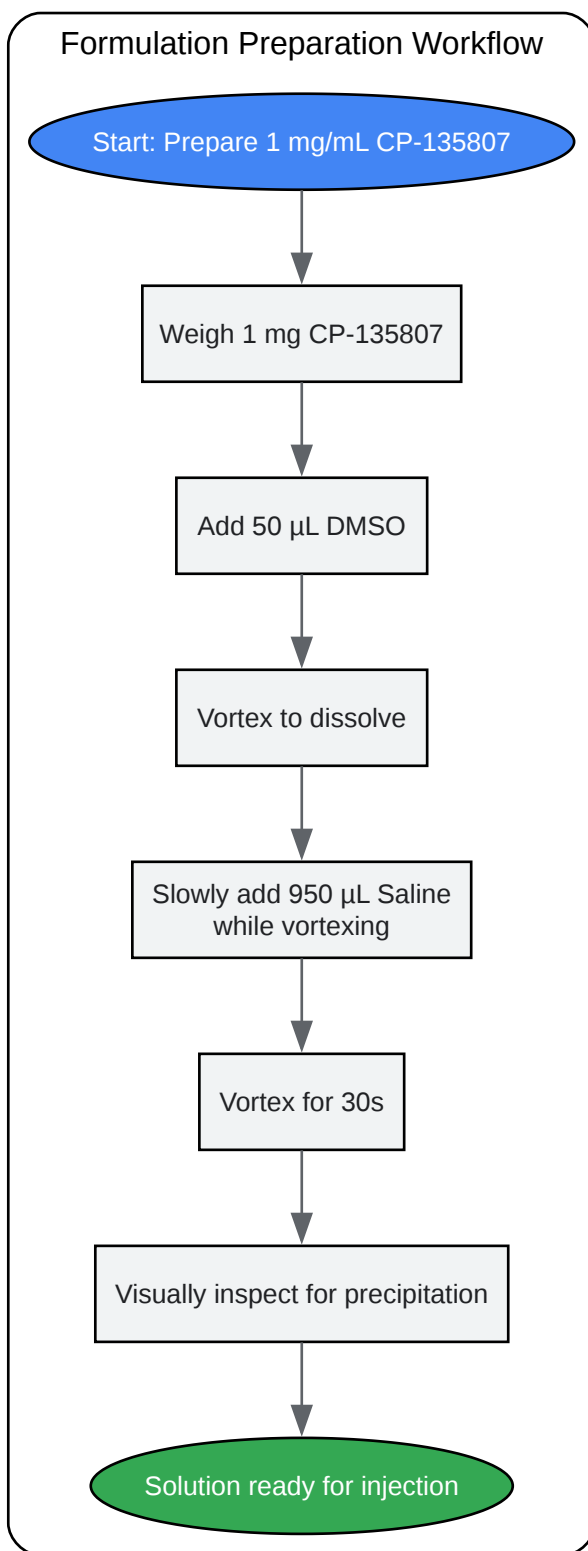 Formulation Preparation Workflow
Start: Prepare 1 mg/mL CP-135807
Weigh 1 mg CP-135807
Add 50 µL DMSO
Vortex to dissolve
Slowly add 950 µL Saline
while vortexing
Vortex for 30s
Visually inspect for precipitation
Solution ready for injection